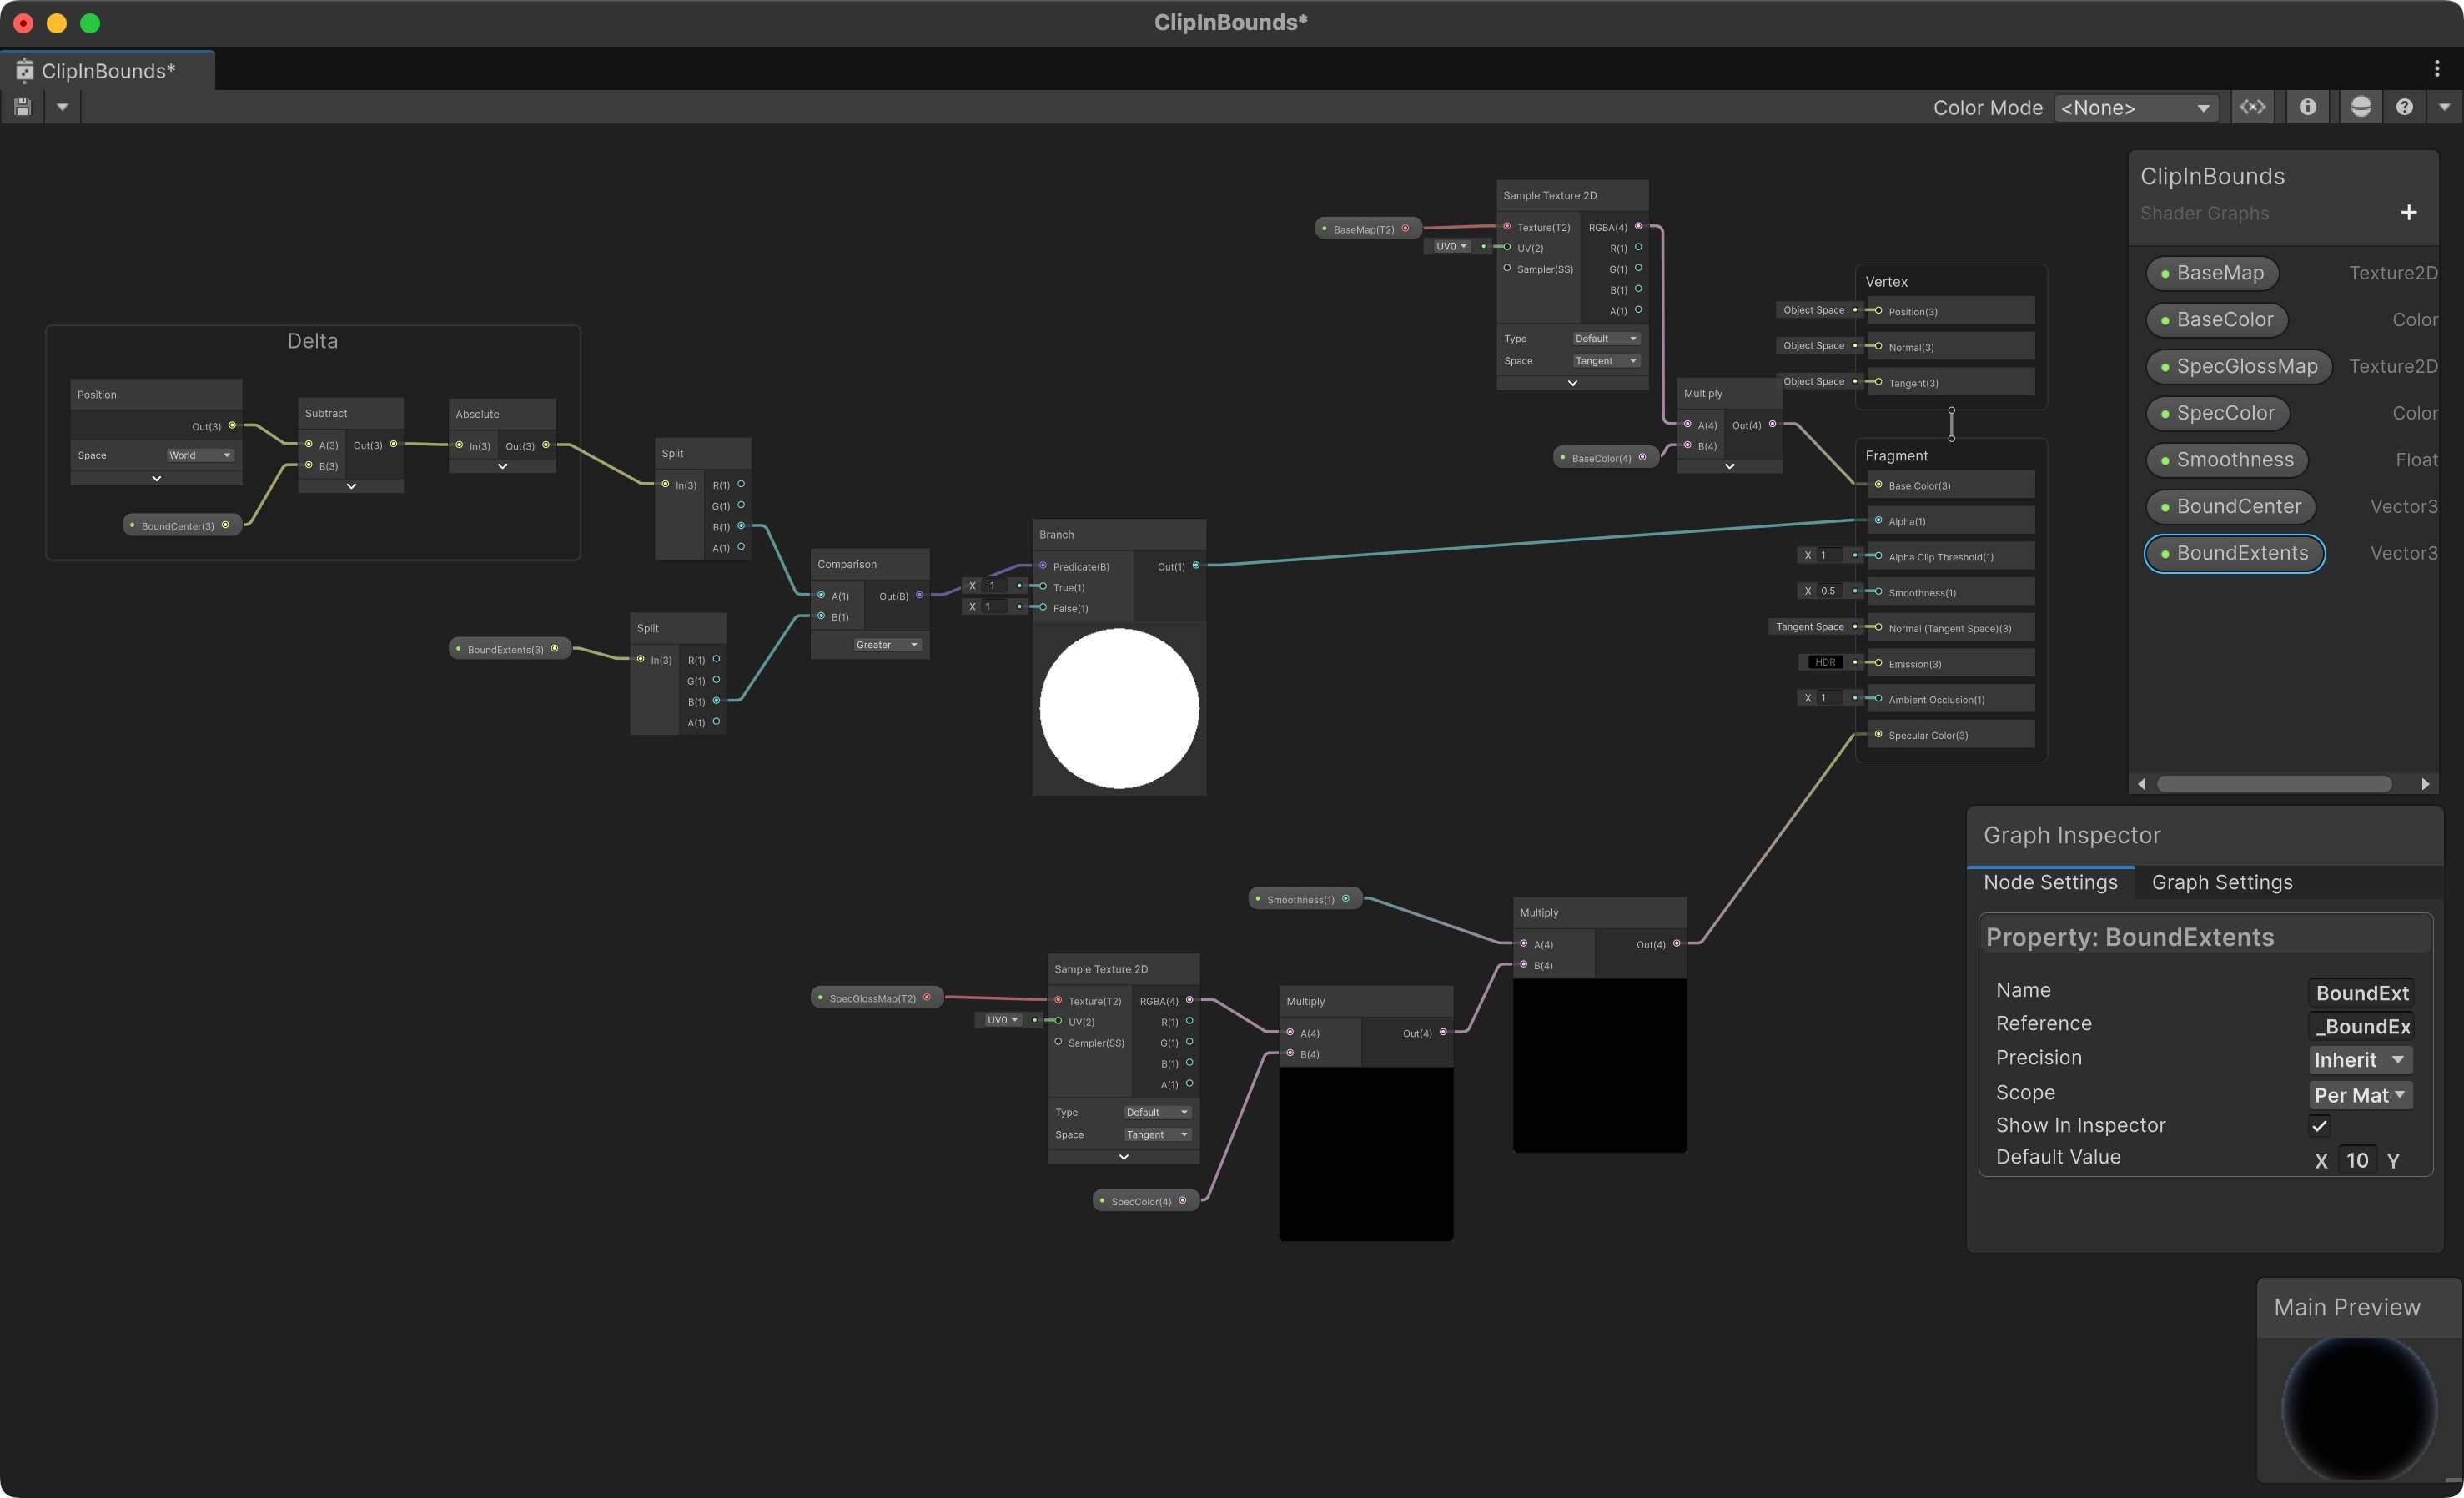 ClipInBounds*
ClipInBounds*
Color Mode <None>
Delta
Position
Out(3)
Space World
BoundCenter(3)
Subtract
A(3) Out(3)
B(3)
Absolute
In(3) Out(3)
Split
In(3) R(1)
G(1)
B(1)
A(1)
BoundExtents(3)
Split
In(3) R(1)
G(1)
B(1)
A(1)
Comparison
A(1) Out(B)
B(1)
Greater
Branch
Predicate(B) Out(1)
X -1 True(1)
X 1 False(1)
BaseMap(T2)
UV0
Sample Texture 2D
Texture(T2) RGBA(4)
UV(2) R(1)
Sampler(SS) G(1)
B(1)
A(1)
Type Default
Space Tangent
BaseColor(4)
Multiply
A(4) Out(4)
B(4)
Vertex
Object Space Position(3)
Object Space Normal(3)
Object Space Tangent(3)
Fragment
Base Color(3)
Alpha(1)
X 1 Alpha Clip Threshold(1)
X 0.5 Smoothness(1)
Tangent Space Normal (Tangent Space)(3)
HDR Emission(3)
X 1 Ambient Occlusion(1)
Specular Color(3)
SpecGlossMap(T2)
UV0
Sample Texture 2D
Texture(T2) RGBA(4)
UV(2) R(1)
Sampler(SS) G(1)
B(1)
A(1)
Type Default
Space Tangent
SpecColor(4)
Multiply
A(4) Out(4)
B(4)
Smoothness(1)
Multiply
A(4) Out(4)
B(4)
ClipInBounds
Shader Graphs +
BaseMap Texture2D
BaseColor Color
SpecGlossMap Texture2D
SpecColor Color
Smoothness Float
BoundCenter Vector3
BoundExtents Vector3
Graph Inspector
Node Settings Graph Settings
Property: BoundExtents
Name BoundExt
Reference _BoundEx
Precision Inherit
Scope Per Mat
Show In Inspector
Default Value X 10 Y
Main Preview